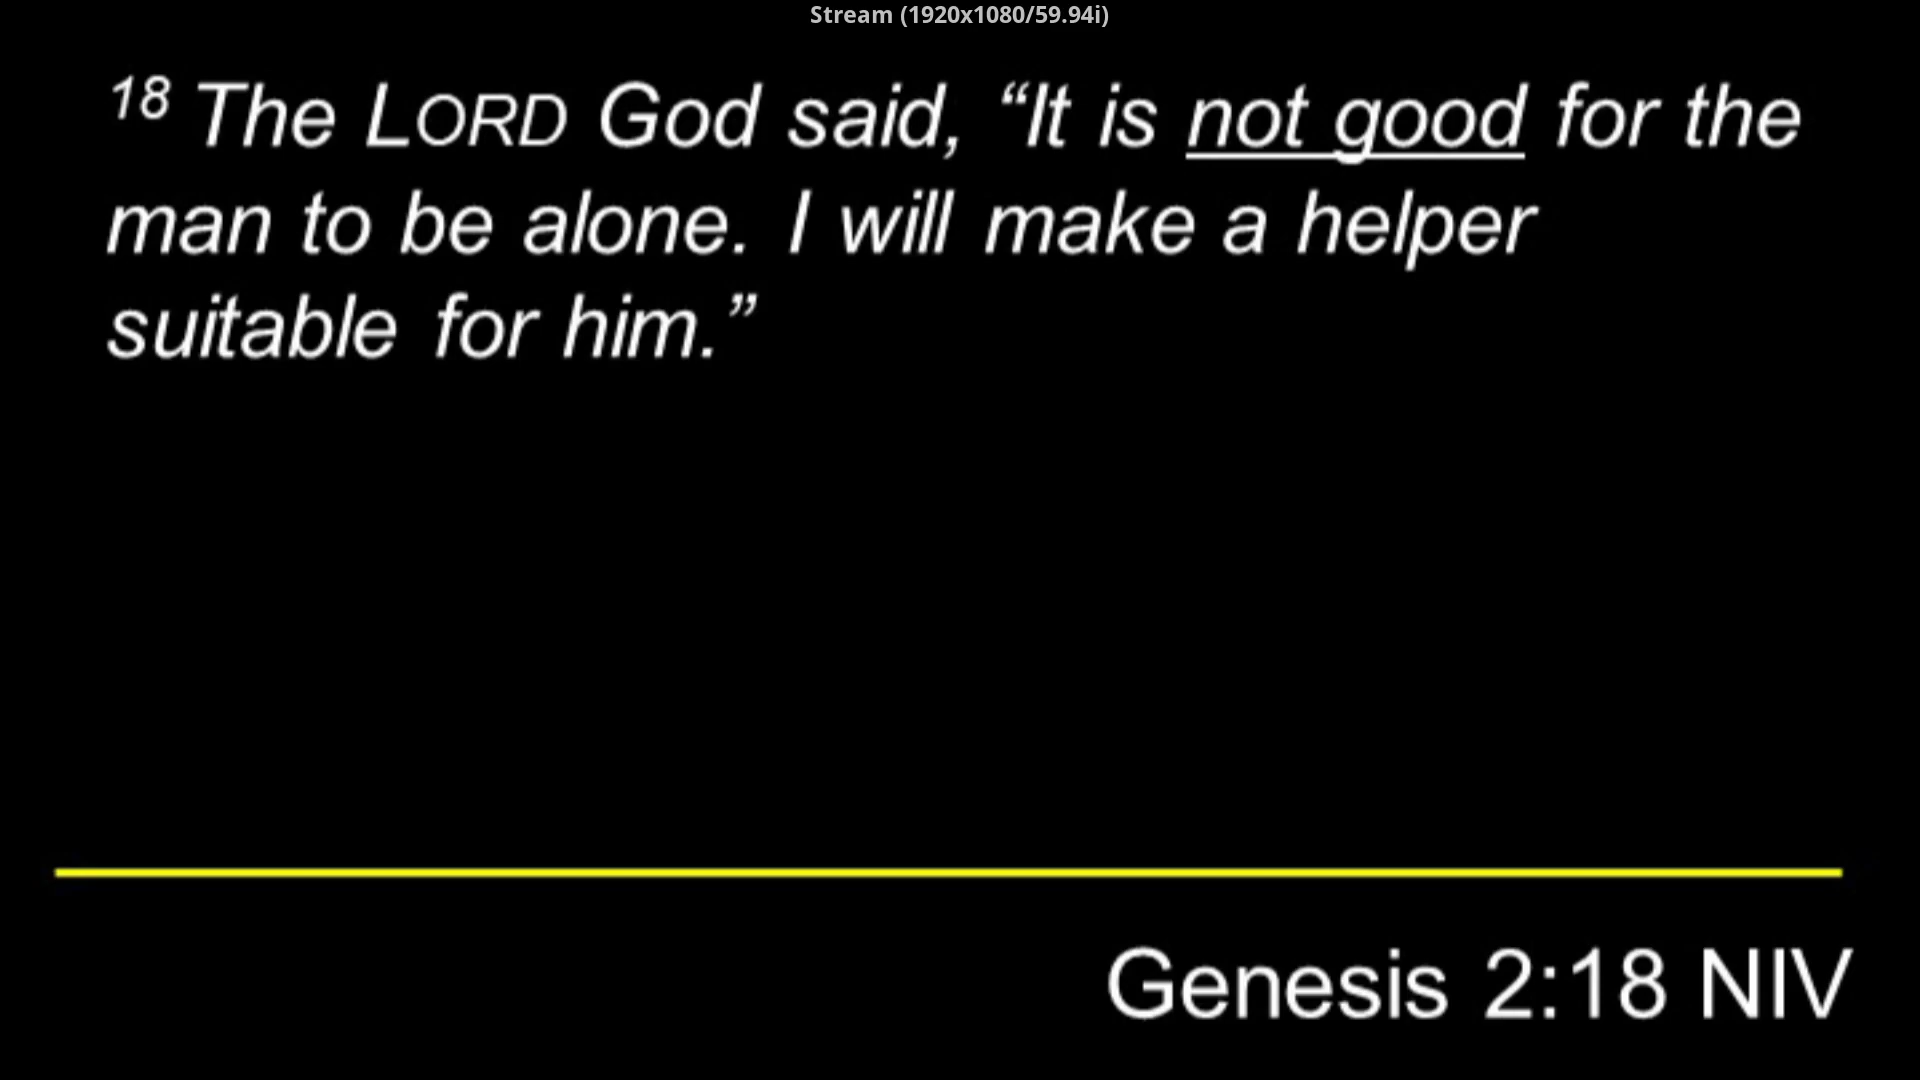 Stream (1920x1080/59.94i)
18 The LORD God said, “It is not good for the
man to be alone. I will make a helper
suitable for him.”
Genesis 2:18 NIV